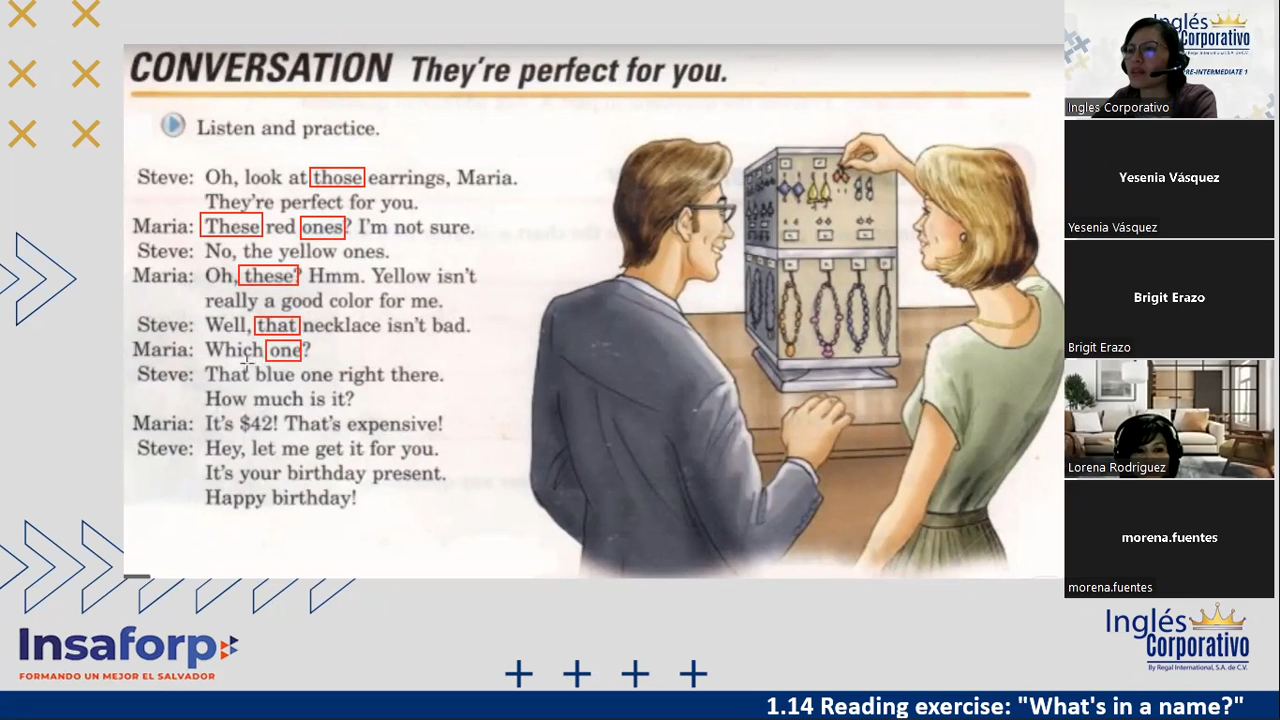 CONVERSATION They're perfect for you.
Listen and practice.
Steve: Oh, look at those earrings, Maria.
They're perfect for you.
Maria: These red ones? I'm not sure.
Steve: No, the yellow ones.
Maria: Oh, these? Hmm. Yellow isn't
really a good color for me.
Steve: Well, that necklace isn't bad.
Maria: Which one?
Steve: That blue one right there.
How much is it?
Maria: It's $42! That's expensive!
Steve: Hey, let me get it for you.
It's your birthday present.
Happy birthday!
Inglés
Corporativo
PRE-INTERMEDIATE 1
Ingles Corporativo
Yesenia Vásquez
Yesenia Vásquez
Brigit Erazo
Brigit Erazo
Lorena Rodriguez
morena.fuentes
morena.fuentes
Insaforp
FORMANDO UN MEJOR EL SALVADOR
Inglés
Corporativo
By Regal International, S.A. de C.V.
1.14 Reading exercise: "What's in a name?"